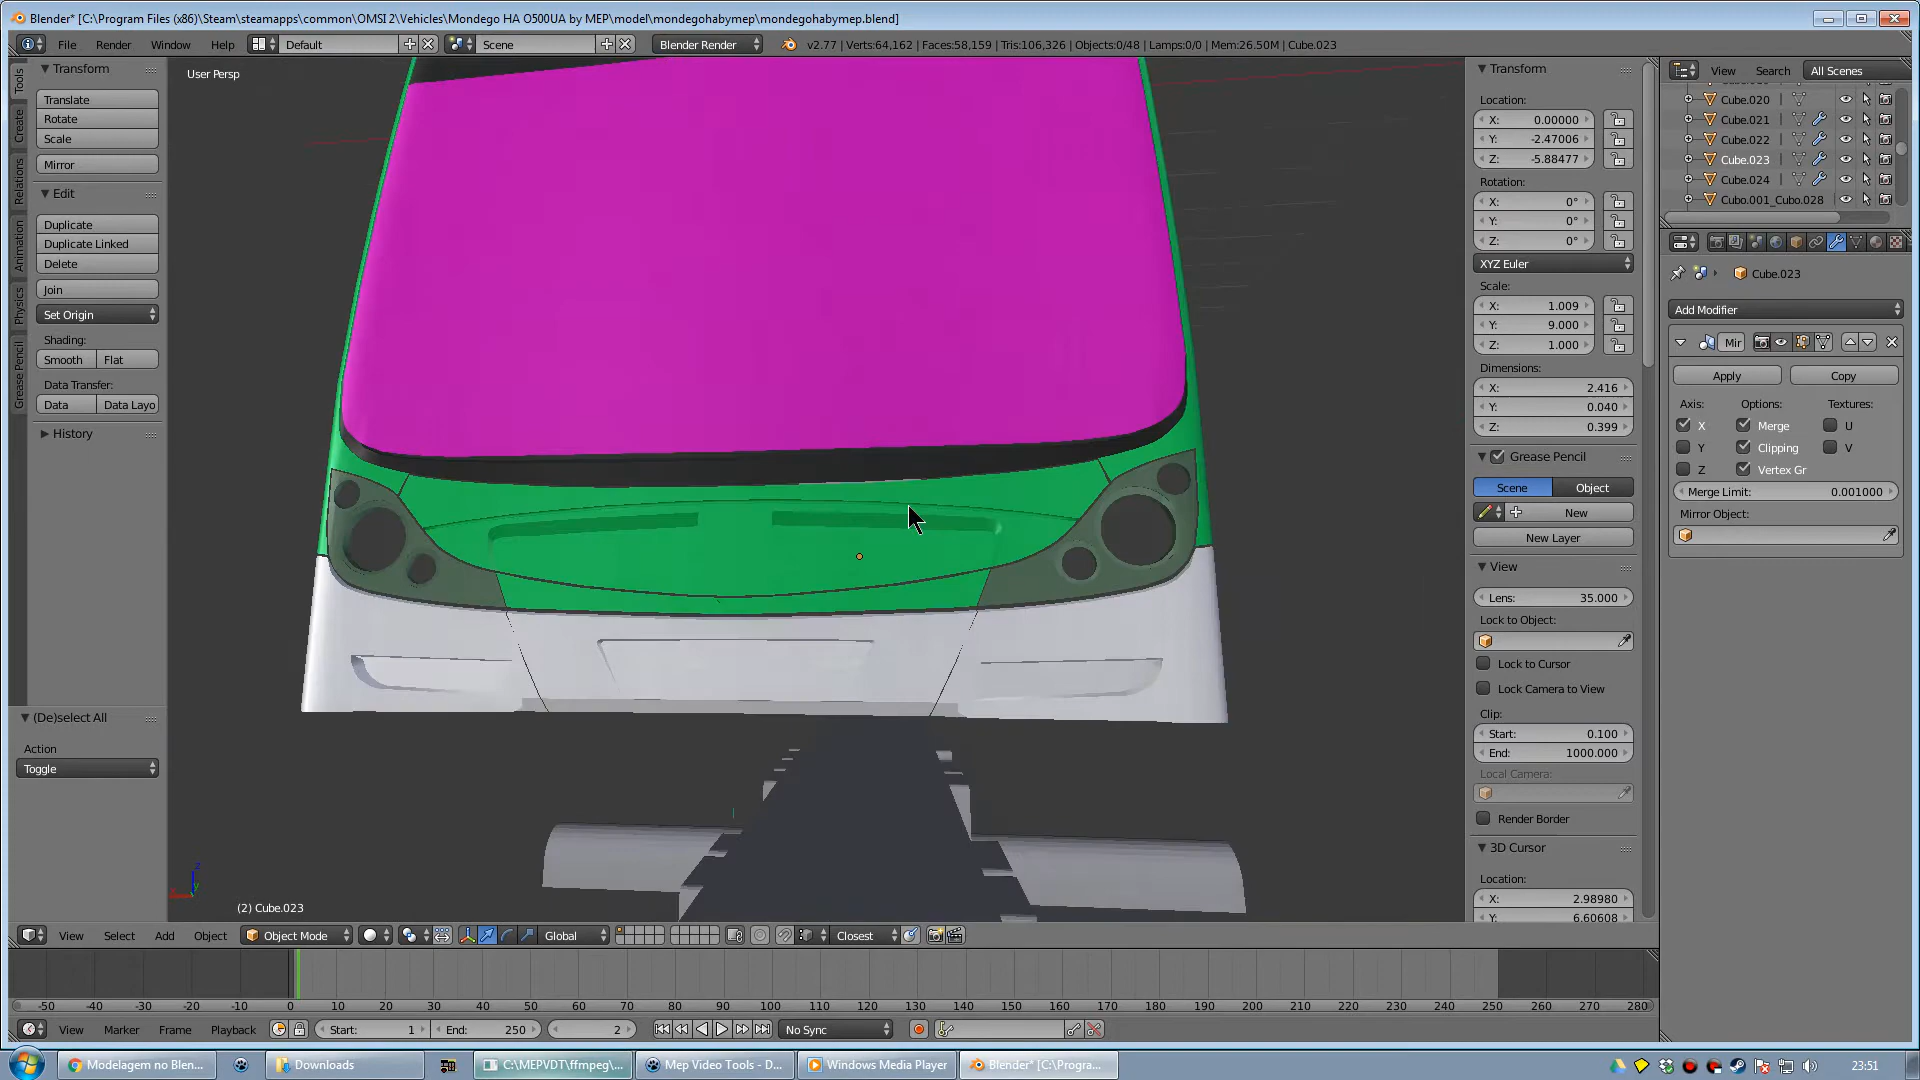 Blender* [C:\Program Files (x86)\Steam\steamapps\common\OMSI 2\Vehicles\Mondego HA O500UA by MEP\model\mondegohabymep\mondegohabymep.blend]
File Render Window Help Default Scene Blender Render v2.77 | Verts:64,162 | Faces:58,159 | Tris:106,326 | Objects:0/48 | Lamps:0/0 | Mem:26.50M | Cube.023
Tools
Create
Relations
Animation
Physics
Grease Pencil
Transform
Translate
Rotate
Scale
Mirror
Edit
Duplicate
Duplicate Linked
Delete
Join
Set Origin
Shading:
Smooth Flat
Data Transfer:
Data Data Layo
History
(De)select All
Action
Toggle
User Persp
(2) Cube.023
Transform
Location:
X: 0.00000
Y: -2.47006
Z: -5.88477
Rotation:
X: 0°
Y: 0°
Z: 0°
XYZ Euler
Scale:
X: 1.009
Y: 9.000
Z: 1.000
Dimensions:
X: 2.416
Y: 0.040
Z: 0.399
Grease Pencil
Scene Object
New
New Layer
View
Lens: 35.000
Lock to Object:
Lock to Cursor
Lock Camera to View
Clip:
Start: 0.100
End: 1000.000
Local Camera:
Render Border
3D Cursor
Location:
X: 2.98980
Y: 6.60608
View Search All Scenes
Cube.020
Cube.021
Cube.022
Cube.023
Cube.024
Cubo.001_Cubo.028
Cube.023
Add Modifier
Mir
Apply Copy
Axis: Options: Textures:
X Merge U
Y Clipping V
Z Vertex Gr
Merge Limit: 0.001000
Mirror Object:
View Select Add Object Object Mode Global Closest
-50 -40 -30 -20 -10 0 10 20 30 40 50 60 70 80 90 100 110 120 130 140 150 160 170 180 190 200 210 220 230 240 250 260 270 280
View Marker Frame Playback Start: 1 End: 250 2 No Sync
Modelagem no Blen... Downloads C:\MEPVDT\ffmpeg\... Mep Video Tools - D... Windows Media Player Blender* [C:\Progra... 23:51